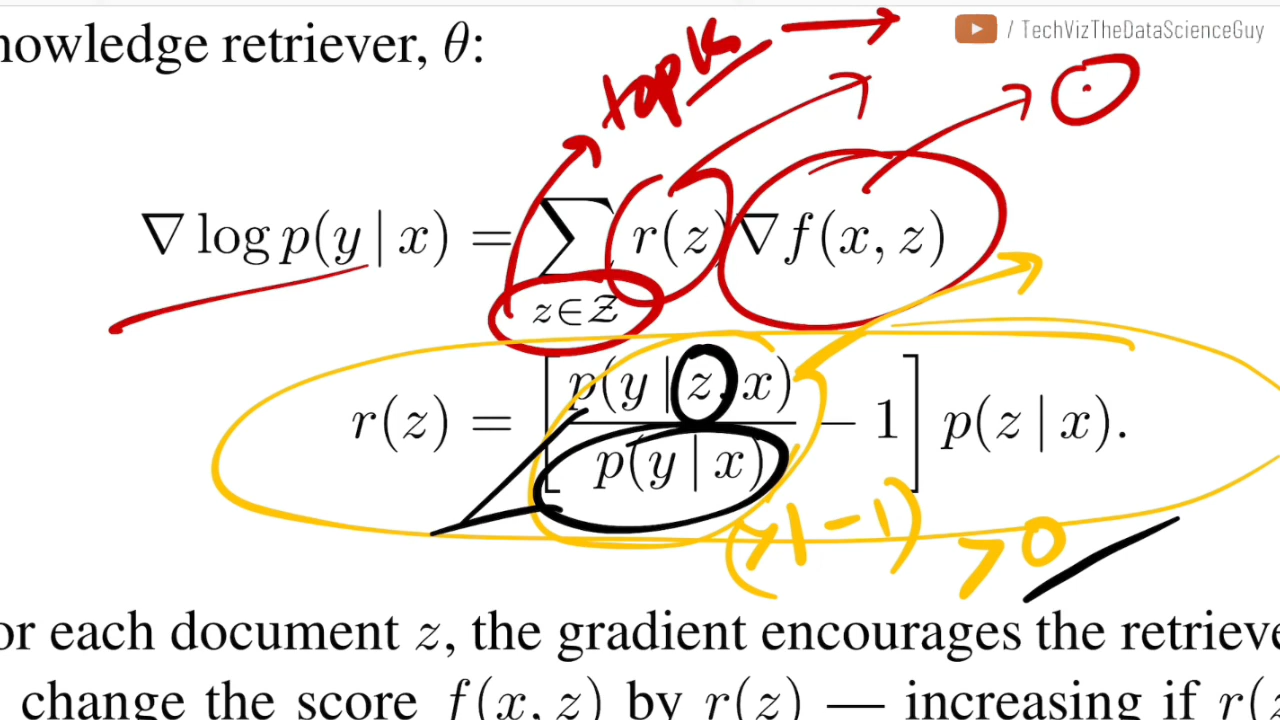 / TechVizTheDataScienceGuy
nowledge retriever, θ:
topk
∇ log p(y | x) = ∑ r(z) ∇f(x, z)
z∈Z
r(z) = [p(y | z, x) / p(y | x) − 1] p(z | x).
(>1 -1) > 0
or each document z, the gradient encourages the retrieve
change the score f(x, z) by r(z) — increasing if r(z